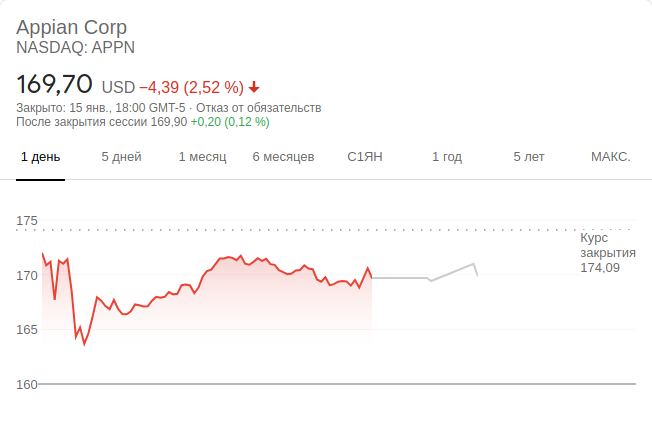 Appian Corp
NASDAQ: APPN
169,70 USD −4,39 (2,52 %)
Закрыто: 15 янв., 18:00 GMT-5 · Отказ от обязательств
После закрытия сессии 169,90 +0,20 (0,12 %)
1 день 5 дней 1 месяц 6 месяцев С1ЯН 1 год 5 лет МАКС.
175
Курс
закрытия
174,09
170
165
160